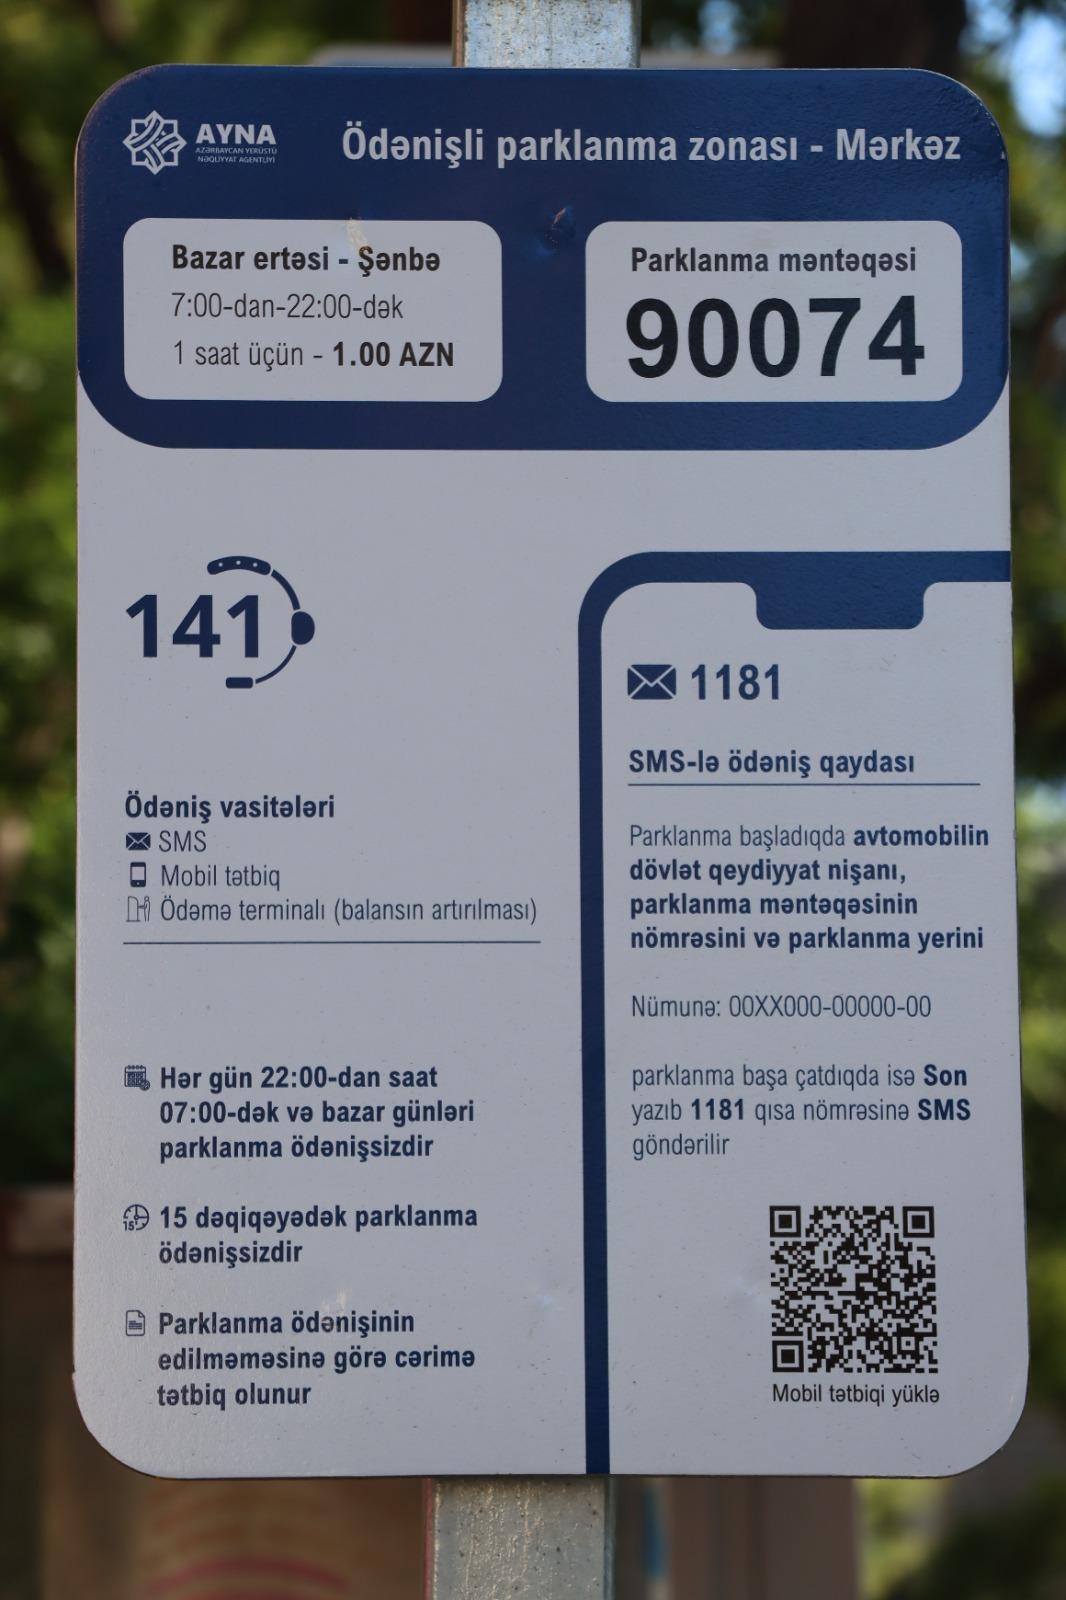 AYNA
AZƏRBAYCAN YERÜSTÜ
NƏQLİYYAT AGENTLİYİ
Ödənişli parklanma zonası - Mərkəz
Bazar ertəsi - Şənbə
7:00-dan-22:00-dək
1 saat üçün - 1.00 AZN
Parklanma məntəqəsi
90074
141
Ödəniş vasitələri
SMS
Mobil tətbiq
Ödəmə terminalı (balansın artırılması)
Hər gün 22:00-dan saat
07:00-dək və bazar günləri
parklanma ödənişsizdir
15'
15 dəqiqəyədək parklanma
ödənişsizdir
Parklanma ödənişinin
edilməməsinə görə cərimə
tətbiq olunur
1181
SMS-lə ödəniş qaydası
Parklanma başladıqda avtomobilin
dövlət qeydiyyat nişanı,
parklanma məntəqəsinin
nömrəsini və parklanma yerini
Nümunə: 00XX000-00000-00
parklanma başa çatdıqda isə Son
yazıb 1181 qısa nömrəsinə SMS
göndərilir
Mobil tətbiqi yüklə